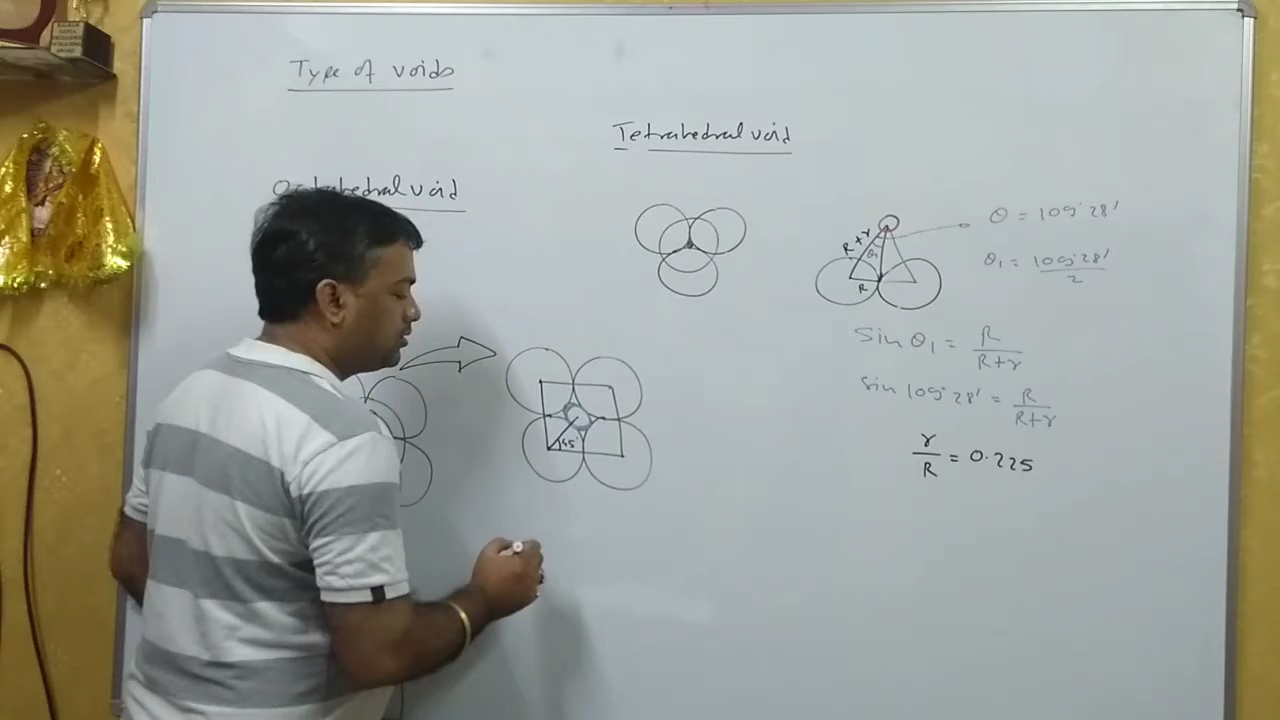 Type of voids
Tetrahedral void
Octahedral void
R+r
θ₁
R
θ = 109°28'
θ₁ = 109°28' / 2
Sin θ₁ = R / R+r
Sin 109°28' = R / R+r
r / R = 0.225
45°